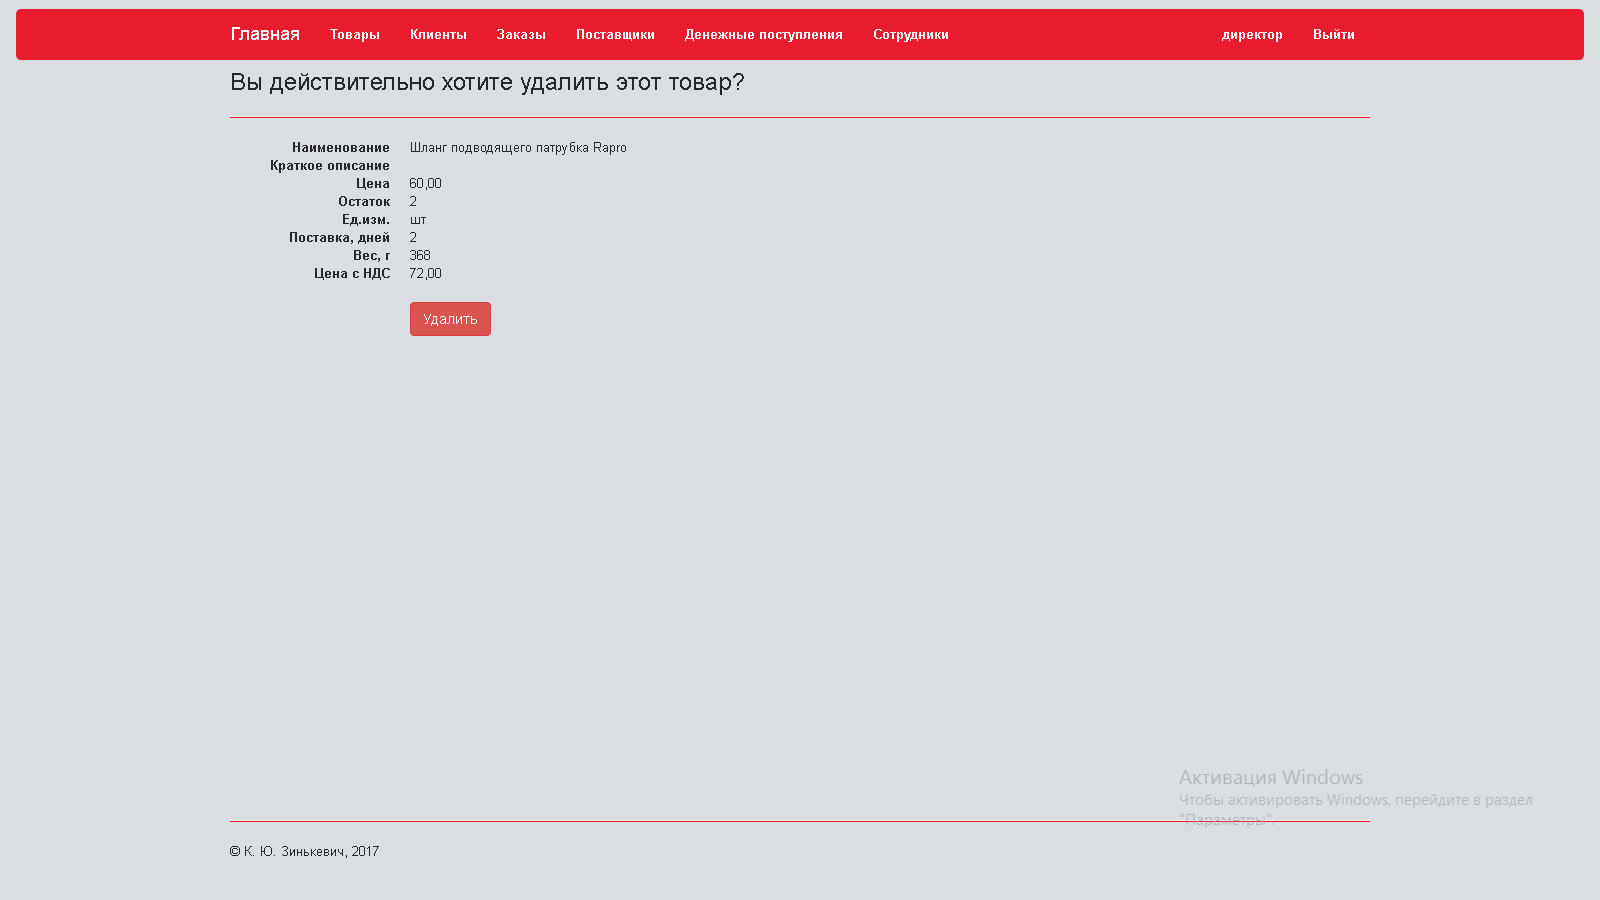 Главная Товары Клиенты Заказы Поставщики Денежные поступления Сотрудники директор Выйти
Вы действительно хотите удалить этот товар?
Наименование Шланг подводящего патрубка Rapro
Краткое описание
Цена 60,00
Остаток 2
Ед.изм. шт
Поставка, дней 2
Вес, г 368
Цена с НДС 72,00
Удалить
Активация Windows
Чтобы активировать Windows, перейдите в раздел
"Параметры".
© К. Ю. Зинькевич, 2017